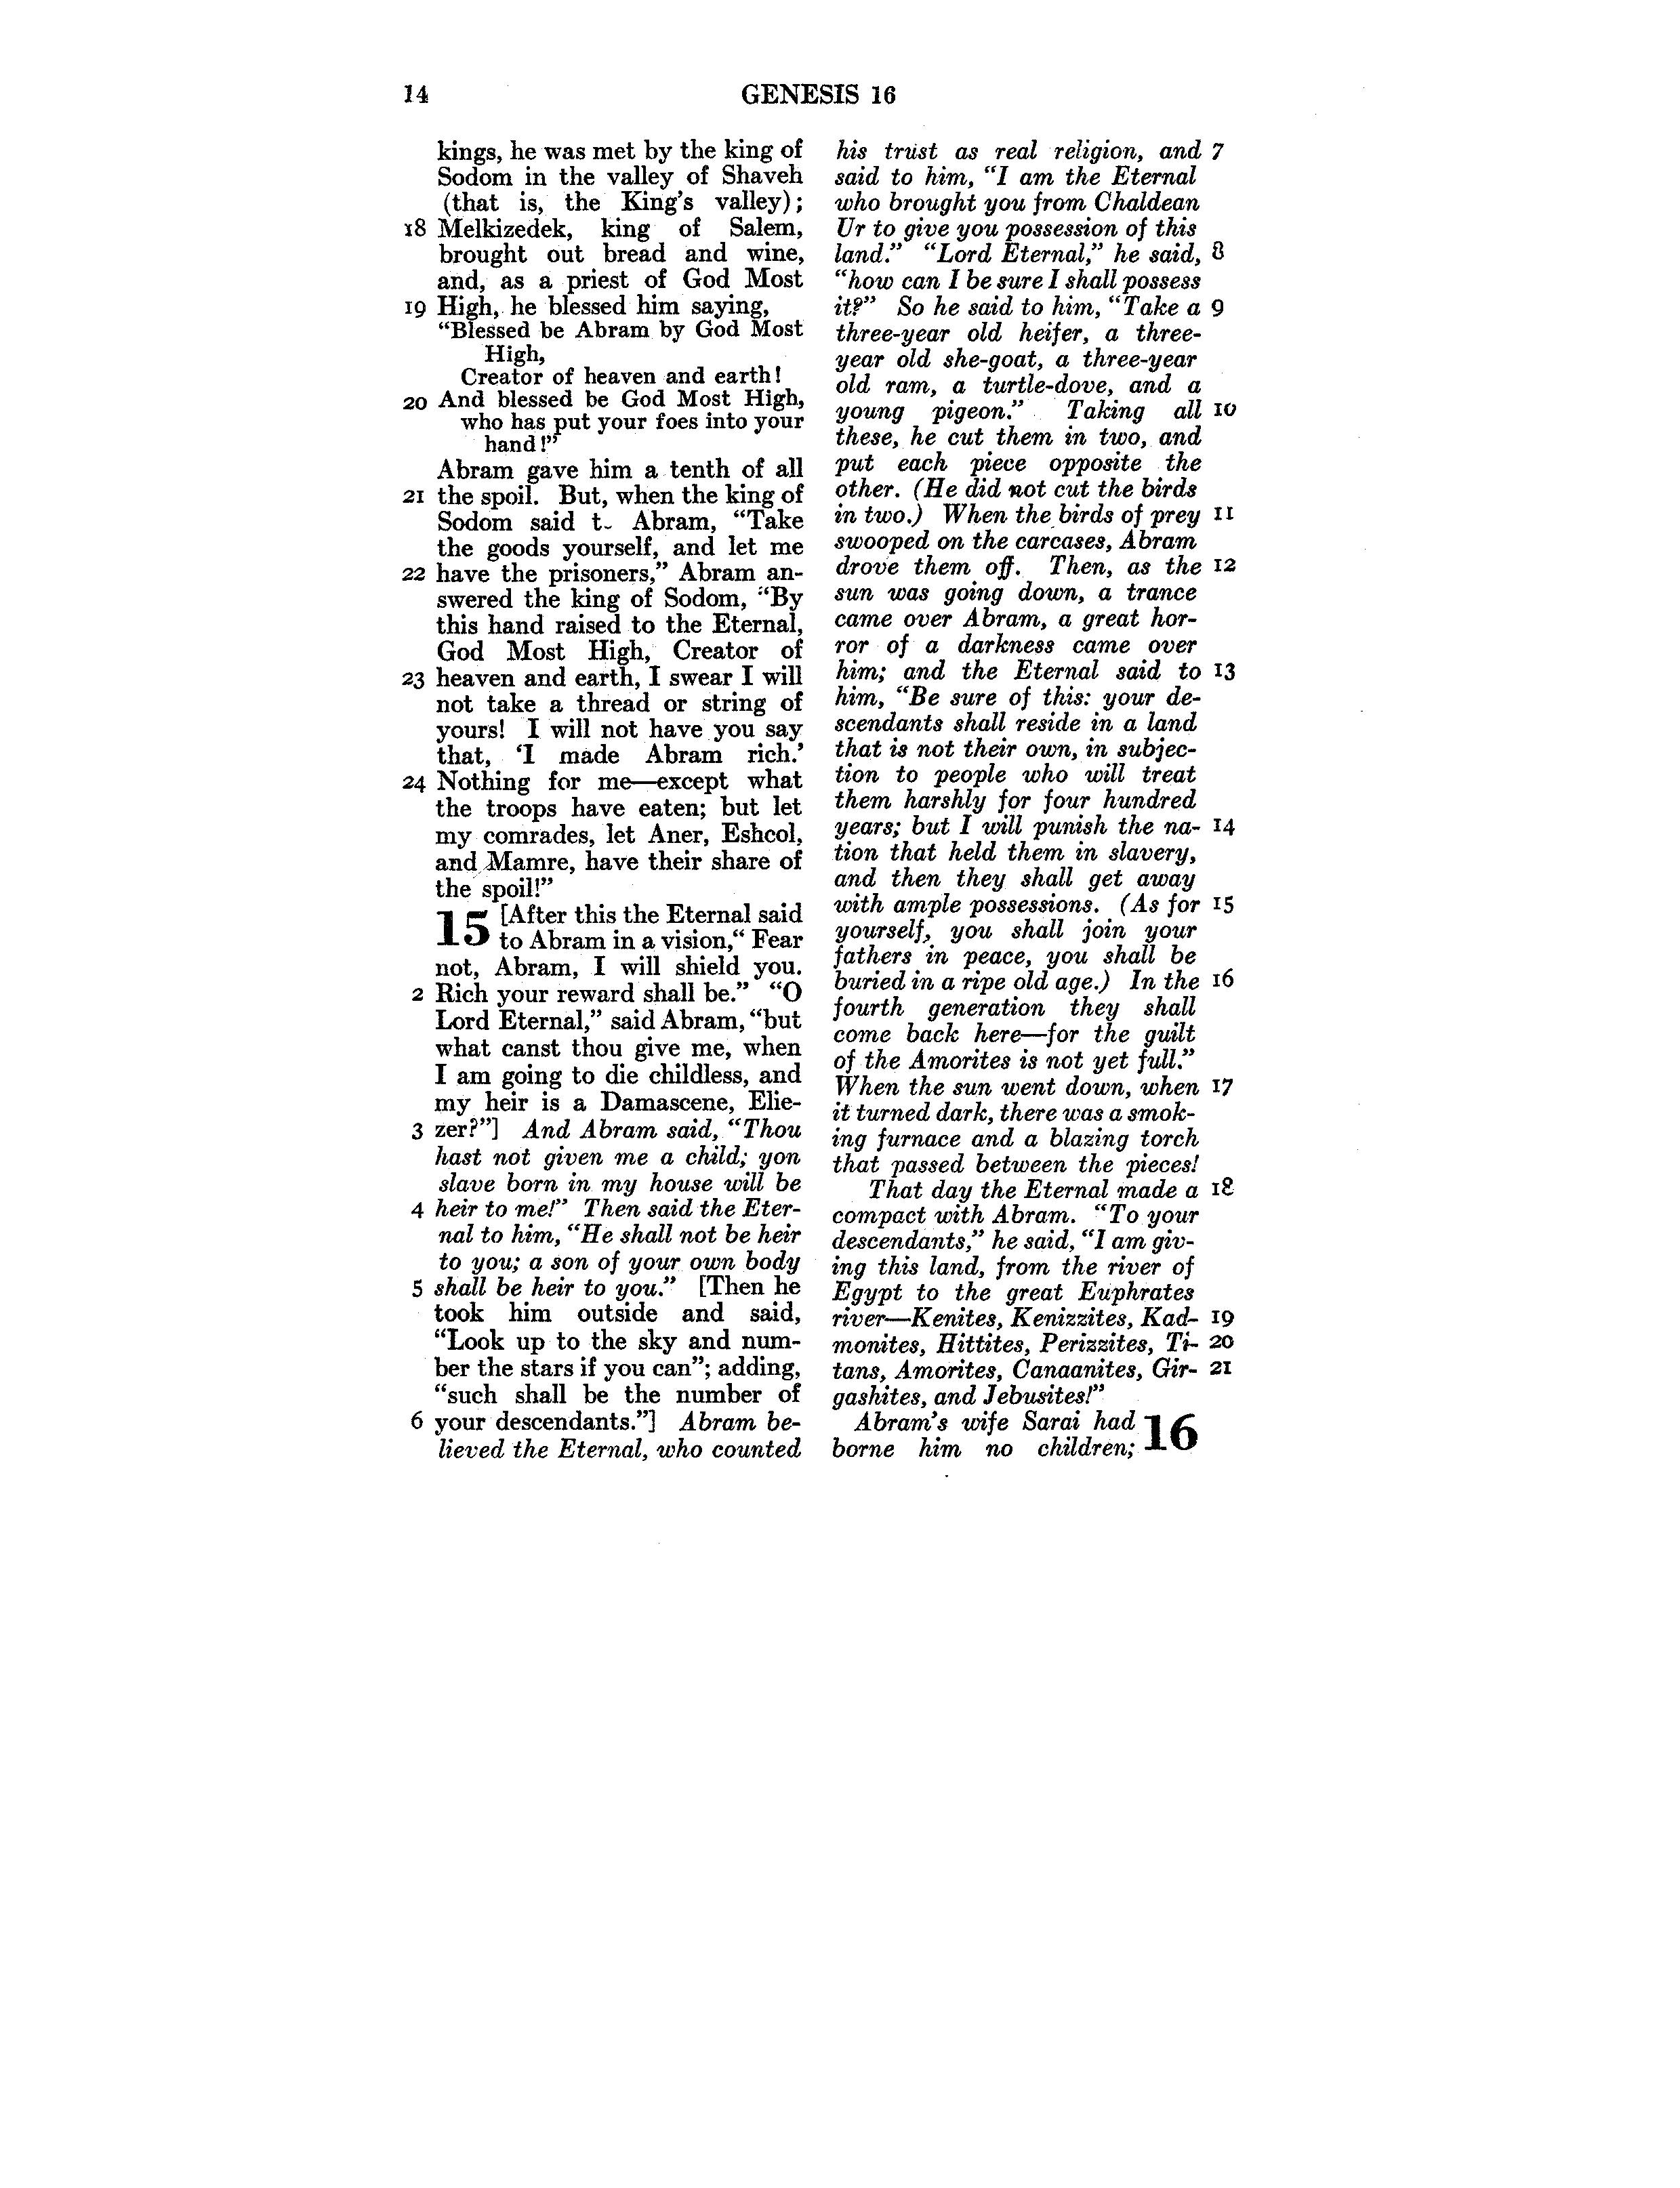 14 GENESIS 16
kings, he was met by the king of
Sodom in the valley of Shaveh
(that is, the King's valley);
18 Melkizedek, king of Salem,
brought out bread and wine,
and, as a priest of God Most
19 High, he blessed him saying,
“Blessed be Abram by God Most
High,
Creator of heaven and earth!
20 And blessed be God Most High,
who has put your foes into your
hand!”
Abram gave him a tenth of all
21 the spoil. But, when the king of
Sodom said t Abram, “Take
the goods yourself, and let me
22 have the prisoners,” Abram an-
swered the king of Sodom, “By
this hand raised to the Eternal,
God Most High, Creator of
23 heaven and earth, I swear I will
not take a thread or string of
yours! I will not have you say
that, ‘I made Abram rich.’
24 Nothing for me—except what
the troops have eaten; but let
my comrades, let Aner, Eshcol,
and Mamre, have their share of
the spoil!”
15 [After this the Eternal said
to Abram in a vision,“ Fear
not, Abram, I will shield you.
2 Rich your reward shall be.” “O
Lord Eternal,” said Abram, “but
what canst thou give me, when
I am going to die childless, and
my heir is a Damascene, Elie-
3 zer?”] And Abram said, “Thou
hast not given me a child; yon
slave born in my house will be
4 heir to me!” Then said the Eter-
nal to him, “He shall not be heir
to you; a son of your own body
5 shall be heir to you.” [Then he
took him outside and said,
“Look up to the sky and num-
ber the stars if you can”; adding,
“such shall be the number of
6 your descendants.”] Abram be-
lieved the Eternal, who counted
his trust as real religion, and 7
said to him, “I am the Eternal
who brought you from Chaldean
Ur to give you possession of this
land.” “Lord Eternal,” he said, 8
“how can I be sure I shall possess
it?” So he said to him, “Take a 9
three-year old heifer, a three-
year old she-goat, a three-year
old ram, a turtle-dove, and a
young pigeon.” Taking all 10
these, he cut them in two, and
put each piece opposite the
other. (He did not cut the birds
in two.) When the birds of prey 11
swooped on the carcases, Abram
drove them off. Then, as the 12
sun was going down, a trance
came over Abram, a great hor-
ror of a darkness came over
him; and the Eternal said to 13
him, “Be sure of this: your de-
scendants shall reside in a land
that is not their own, in subjec-
tion to people who will treat
them harshly for four hundred
years; but I will punish the na- 14
tion that held them in slavery,
and then they shall get away
with ample possessions. (As for 15
yourself, you shall join your
fathers in peace, you shall be
buried in a ripe old age.) In the 16
fourth generation they shall
come back here—for the guilt
of the Amorites is not yet full.”
When the sun went down, when 17
it turned dark, there was a smok-
ing furnace and a blazing torch
that passed between the pieces!
That day the Eternal made a 18
compact with Abram. “To your
descendants,” he said, “I am giv-
ing this land, from the river of
Egypt to the great Euphrates
river—Kenites, Kenizzites, Kad- 19
monites, Hittites, Perizzites, Ti- 20
tans, Amorites, Canaanites, Gir- 21
gashites, and Jebusites!”
Abram's wife Sarai had 16
borne him no children;